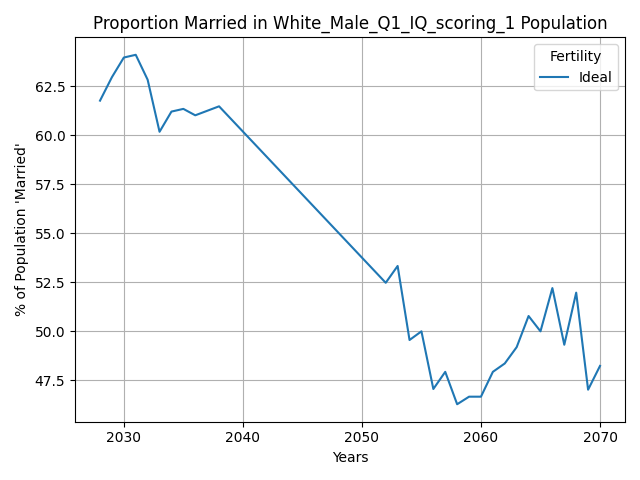 Proportion Married in White_Male_Q1_IQ_scoring_1 Population
Fertility
Ideal
% of Population 'Married'
62.5
60.0
57.5
55.0
52.5
50.0
47.5
2030 2040 2050 2060 2070
Years